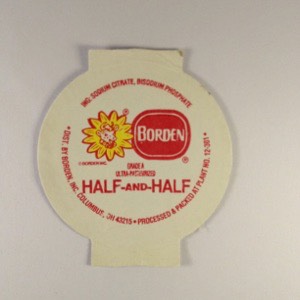 ING: SODIUM CITRATE, BISODIUM PHOSPHATE
BORDEN
®
®
© BORDEN INC.
GRADE A
ULTRA-PASTEURIZED
HALF-AND-HALF
• DIST. BY BORDEN, INC. COLUMBUS, OH 43215 • PROCESSED & PACKED AT PLANT NO. 12-301 •